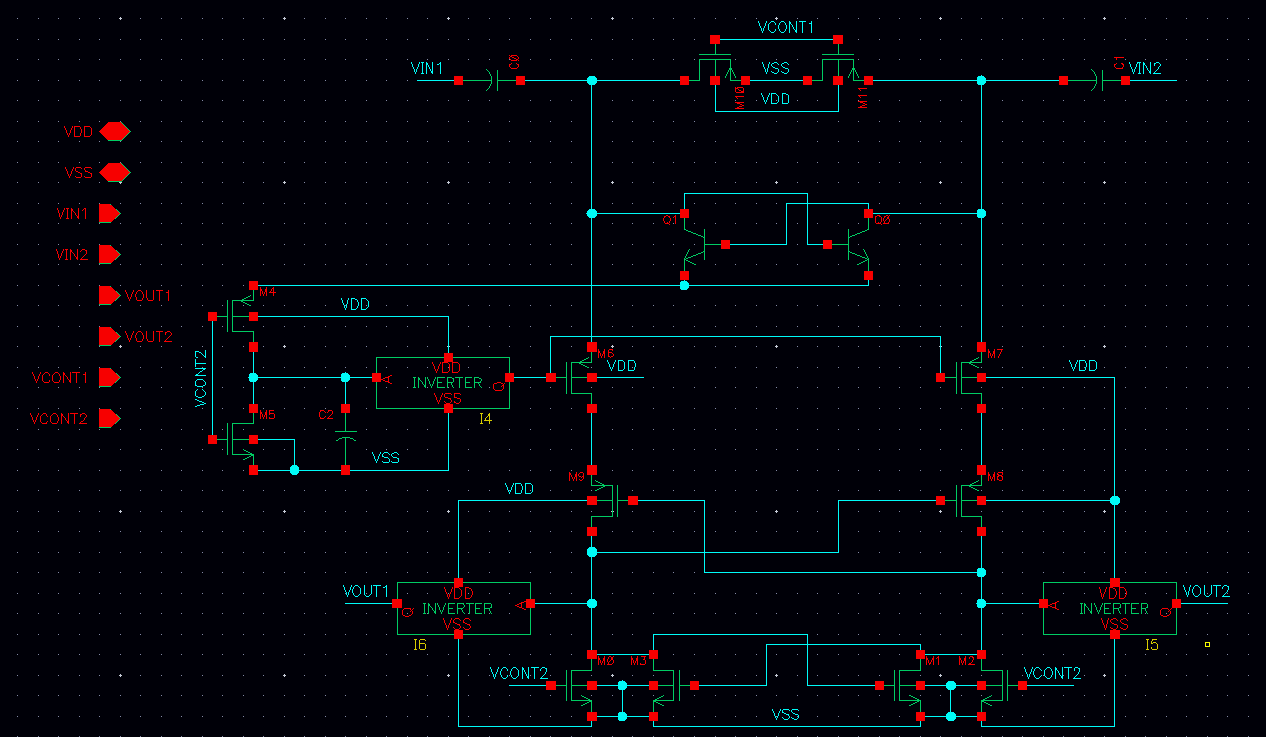 VCONT1
VIN1
C0
VSS
C1
VIN2
M10
VDD
M11
VDD
VSS
VIN1
Q1
Q0
VIN2
M4
VOUT1
VDD
VOUT2
VCONT2
M6
VDD
M7
VDD
VDD
A
INVERTER
Q
VSS
VCONT1
I4
VCONT2
M5
C2
VSS
M9
M8
VDD
VOUT1
VDD
Q
INVERTER
A
VSS
I6
VDD
A
INVERTER
Q
VSS
I5
VOUT2
M0
M3
M1
M2
VCONT2
VCONT2
VSS